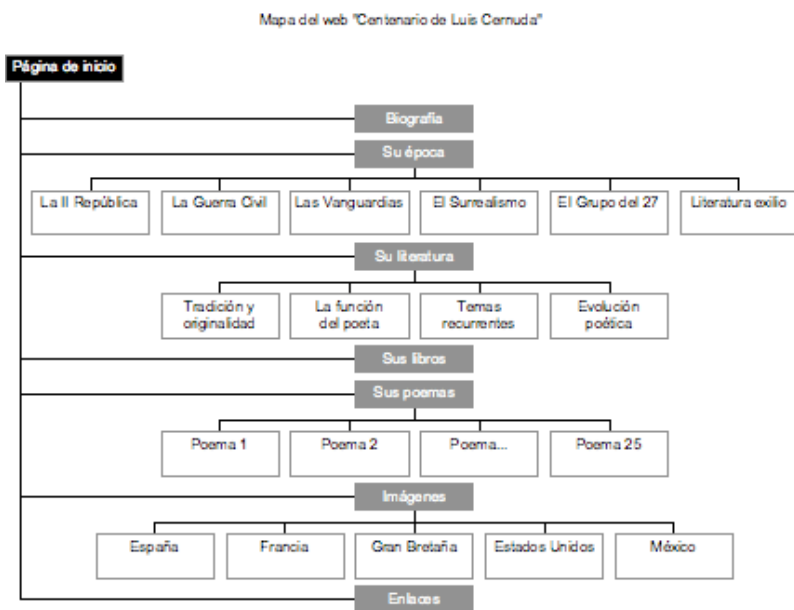 Mapa del web "Centenario de Luis Cernuda"
Página de inicio
Biografía
Su época
La II República
La Guerra Civil
Las Vanguardias
El Surrealismo
El Grupo del 27
Literatura exilio
Su literatura
Tradición y
originalidad
La función
del poeta
Temas
recurrentes
Evolución
poética
Sus libros
Sus poemas
Poema 1
Poema 2
Poema...
Poema 25
Imágenes
España
Francia
Gran Bretaña
Estados Unidos
México
Enlaces